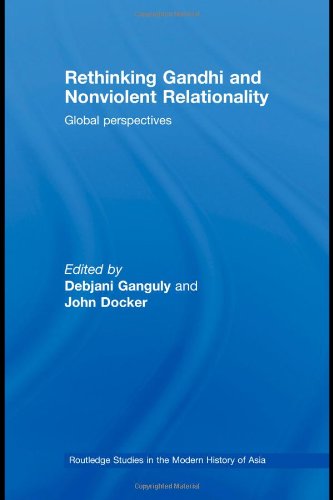 Rethinking Gandhi and
Nonviolent Relationality
Global perspectives
Edited by
Debjani Ganguly and
John Docker
Routledge Studies in the Modern History of Asia